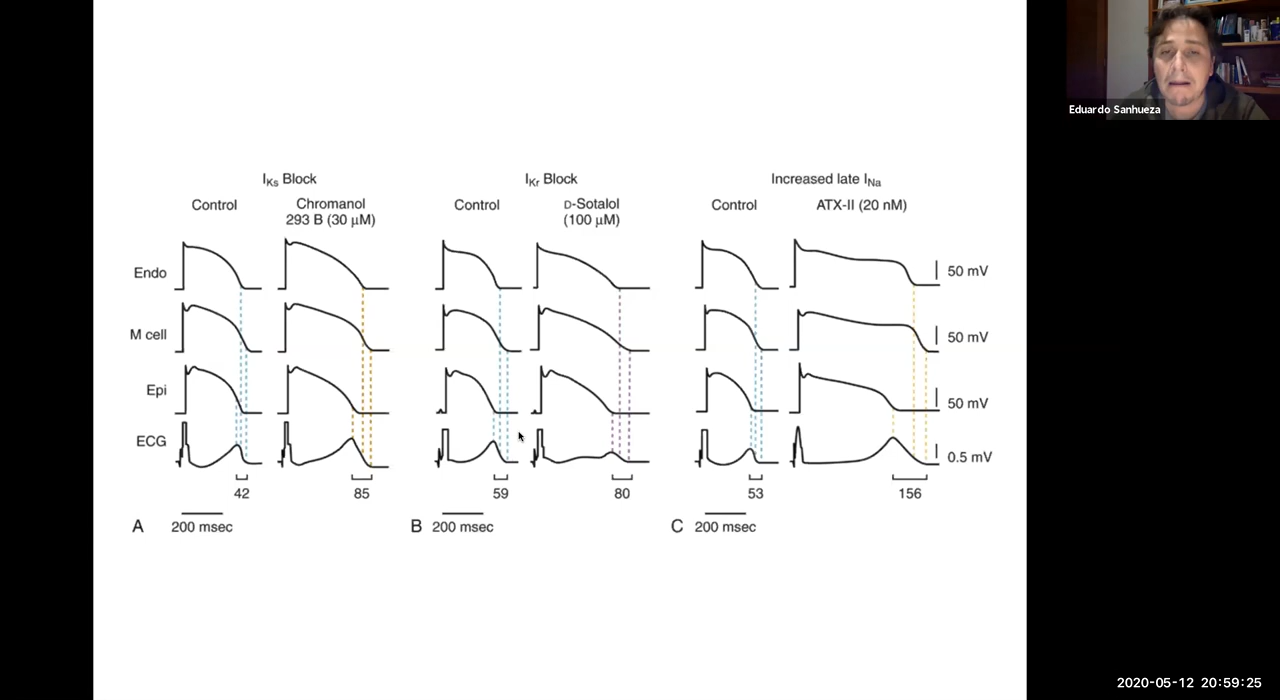 Eduardo Sanhueza
IKs Block
IKr Block
Increased late INa
Control
Chromanol
293 B (30 µM)
Control
D-Sotalol
(100 µM)
Control
ATX-II (20 nM)
Endo
50 mV
M cell
50 mV
Epi
50 mV
ECG
0.5 mV
42
85
59
80
53
156
A
200 msec
B
200 msec
C
200 msec
2020-05-12 20:59:25